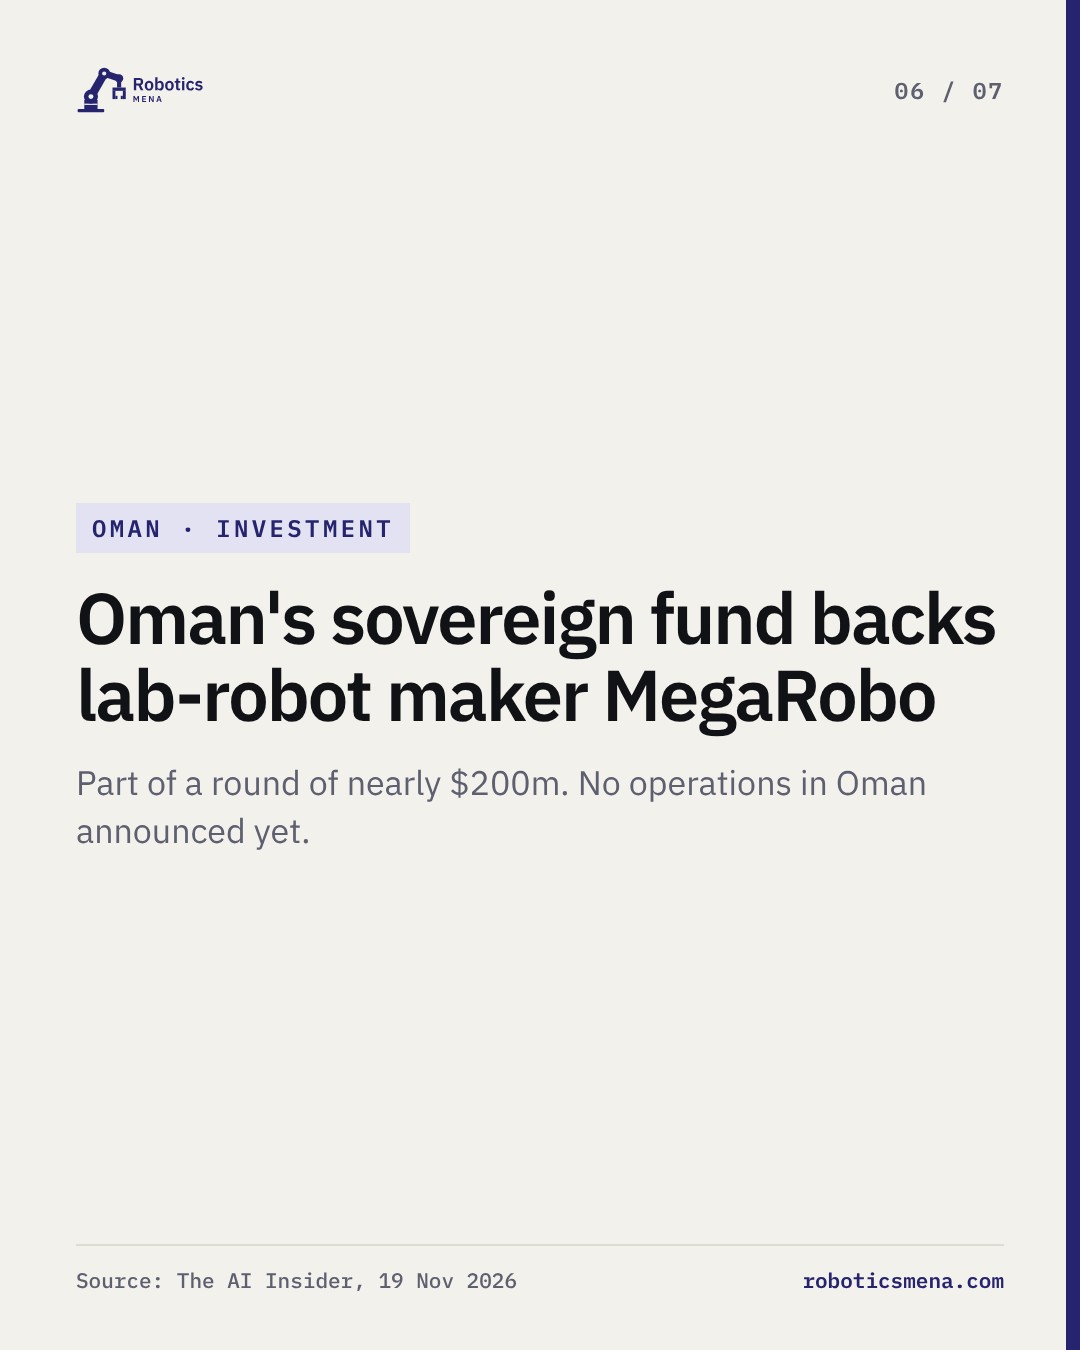 Robotics
MENA
06 / 07
OMAN · INVESTMENT
Oman's sovereign fund backs
lab-robot maker MegaRobo
Part of a round of nearly $200m. No operations in Oman
announced yet.
Source: The AI Insider, 19 Nov 2026
roboticsmena.com